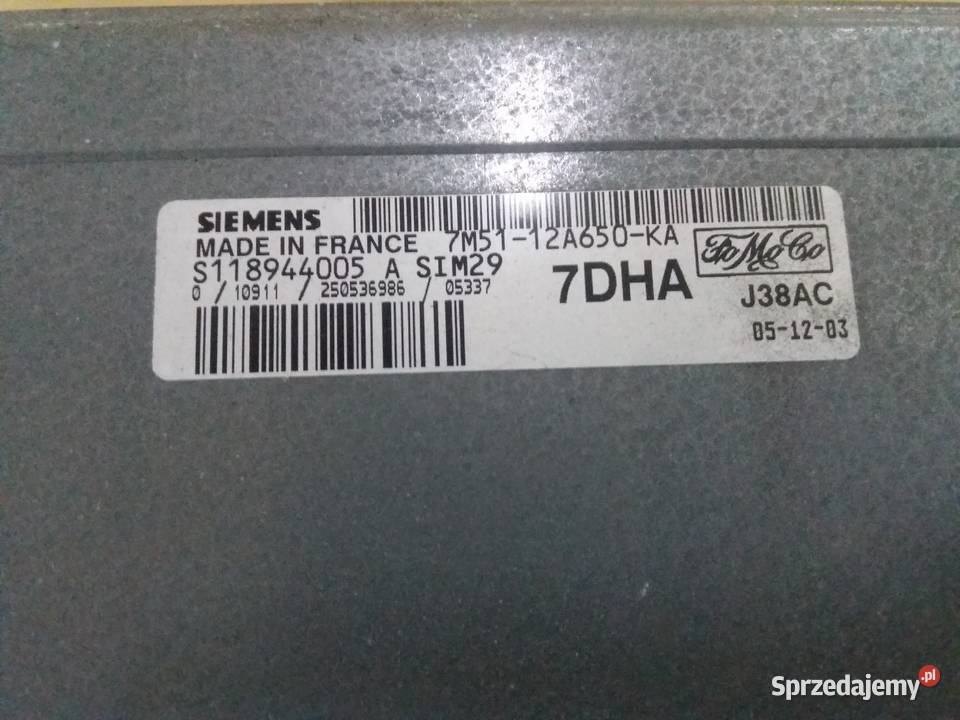 SIEMENS
MADE IN FRANCE 7M51-12A650-KA
FoMoCo
S118944005 A SIM29
7DHA
0 / 10911 / 250536986 / 05337
J38AC
05-12-03
Sprzedajemy.pl